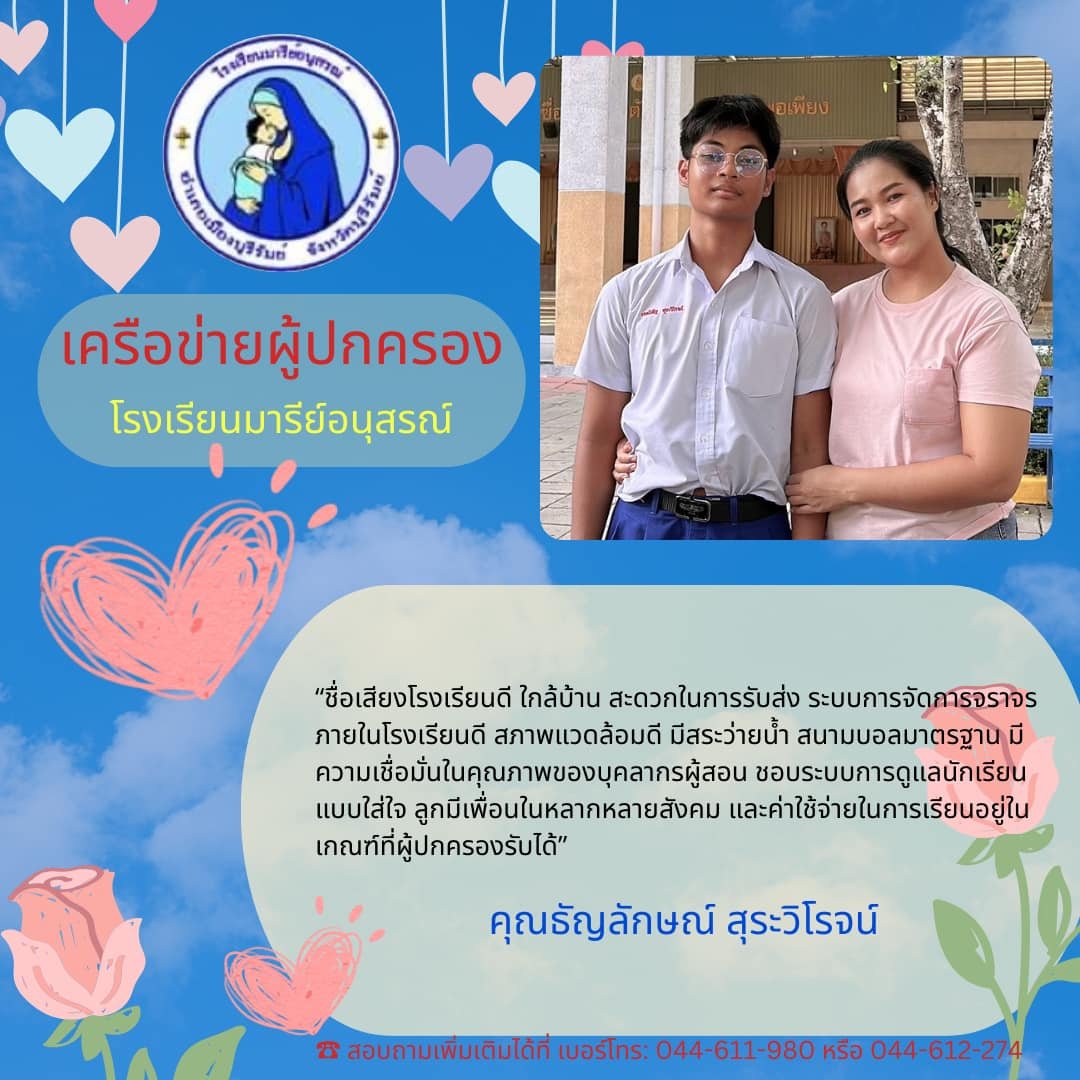 โรงเรียนมารีย์อนุสรณ์
อำเภอเมืองบุรีรัมย์ จังหวัดบุรีรัมย์
เครือข่ายผู้ปกครอง
โรงเรียนมารีย์อนุสรณ์
พอเพียง
“ชื่อเสียงโรงเรียนดี ใกล้บ้าน สะดวกในการรับส่ง ระบบการจัดการจราจร
ภายในโรงเรียนดี สภาพแวดล้อมดี มีสระว่ายน้ำ สนามบอลมาตรฐาน มี
ความเชื่อมั่นในคุณภาพของบุคลากรผู้สอน ชอบระบบการดูแลนักเรียน
แบบใส่ใจ ลูกมีเพื่อนในหลากหลายสังคม และค่าใช้จ่ายในการเรียนอยู่ใน
เกณฑ์ที่ผู้ปกครองรับได้”
คุณธัญลักษณ์ สุระวิโรจน์
☎ สอบถามเพิ่มเติมได้ที่ เบอร์โทร: 044-611-980 หรือ 044-612-274